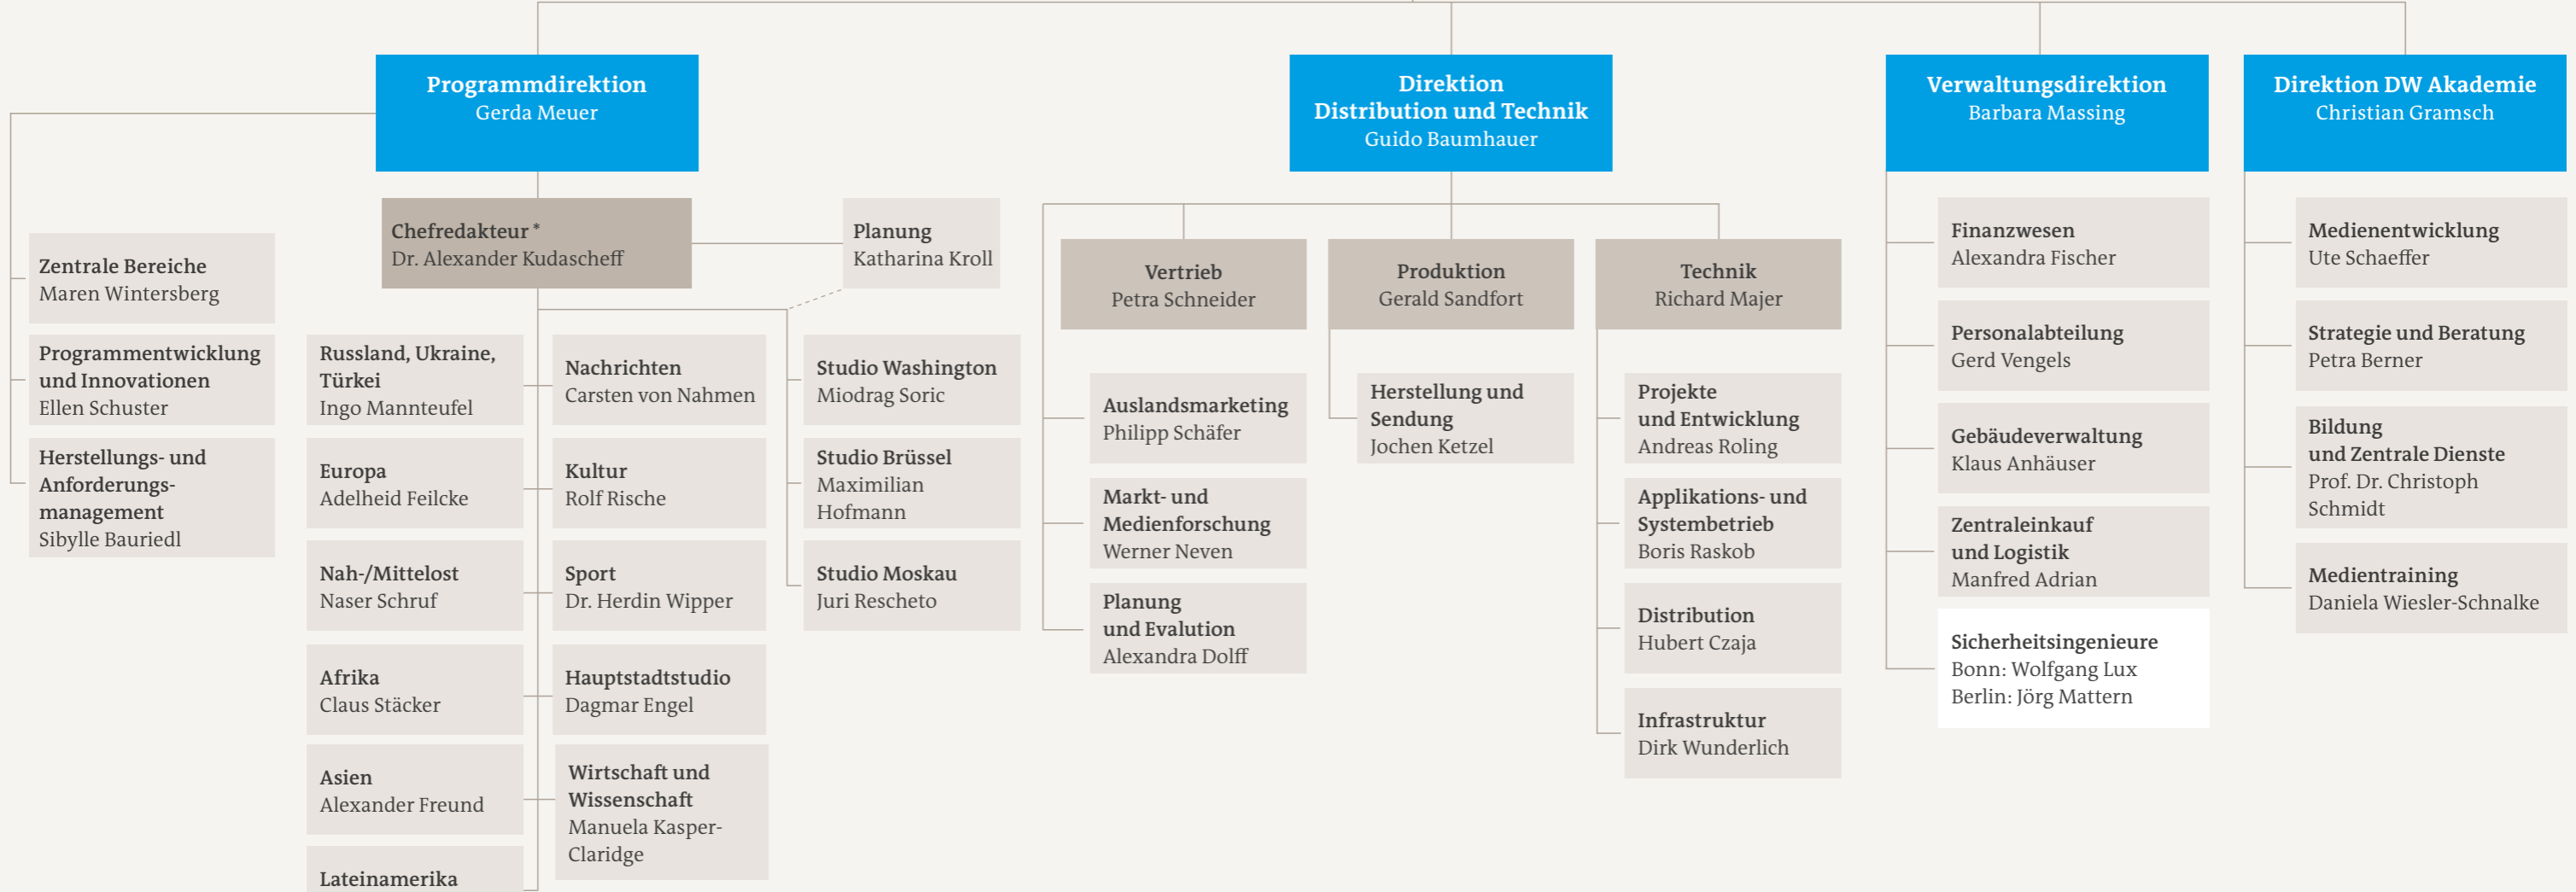 Programmdirektion
Gerda Meuer
Direktion
Distribution und Technik
Guido Baumhauer
Verwaltungsdirektion
Barbara Massing
Direktion DW Akademie
Christian Gramsch
Zentrale Bereiche
Maren Wintersberg
Programmentwicklung
und Innovationen
Ellen Schuster
Herstellungs- und
Anforderungs-
management
Sibylle Bauriedl
Chefredakteur *
Dr. Alexander Kudascheff
Planung
Katharina Kroll
Russland, Ukraine,
Türkei
Ingo Mannteufel
Europa
Adelheid Feilcke
Nah-/Mittelost
Naser Schruf
Afrika
Claus Stäcker
Asien
Alexander Freund
Lateinamerika
Nachrichten
Carsten von Nahmen
Kultur
Rolf Rische
Sport
Dr. Herdin Wipper
Hauptstadtstudio
Dagmar Engel
Wirtschaft und
Wissenschaft
Manuela Kasper-
Claridge
Studio Washington
Miodrag Soric
Studio Brüssel
Maximilian
Hofmann
Studio Moskau
Juri Rescheto
Vertrieb
Petra Schneider
Auslandsmarketing
Philipp Schäfer
Markt- und
Medienforschung
Werner Neven
Planung
und Evalution
Alexandra Dolff
Produktion
Gerald Sandfort
Herstellung und
Sendung
Jochen Ketzel
Technik
Richard Majer
Projekte
und Entwicklung
Andreas Roling
Applikations- und
Systembetrieb
Boris Raskob
Distribution
Hubert Czaja
Infrastruktur
Dirk Wunderlich
Finanzwesen
Alexandra Fischer
Personalabteilung
Gerd Vengels
Gebäudeverwaltung
Klaus Anhäuser
Zentraleinkauf
und Logistik
Manfred Adrian
Sicherheitsingenieure
Bonn: Wolfgang Lux
Berlin: Jörg Mattern
Medienentwicklung
Ute Schaeffer
Strategie und Beratung
Petra Berner
Bildung
und Zentrale Dienste
Prof. Dr. Christoph
Schmidt
Medientraining
Daniela Wiesler-Schnalke